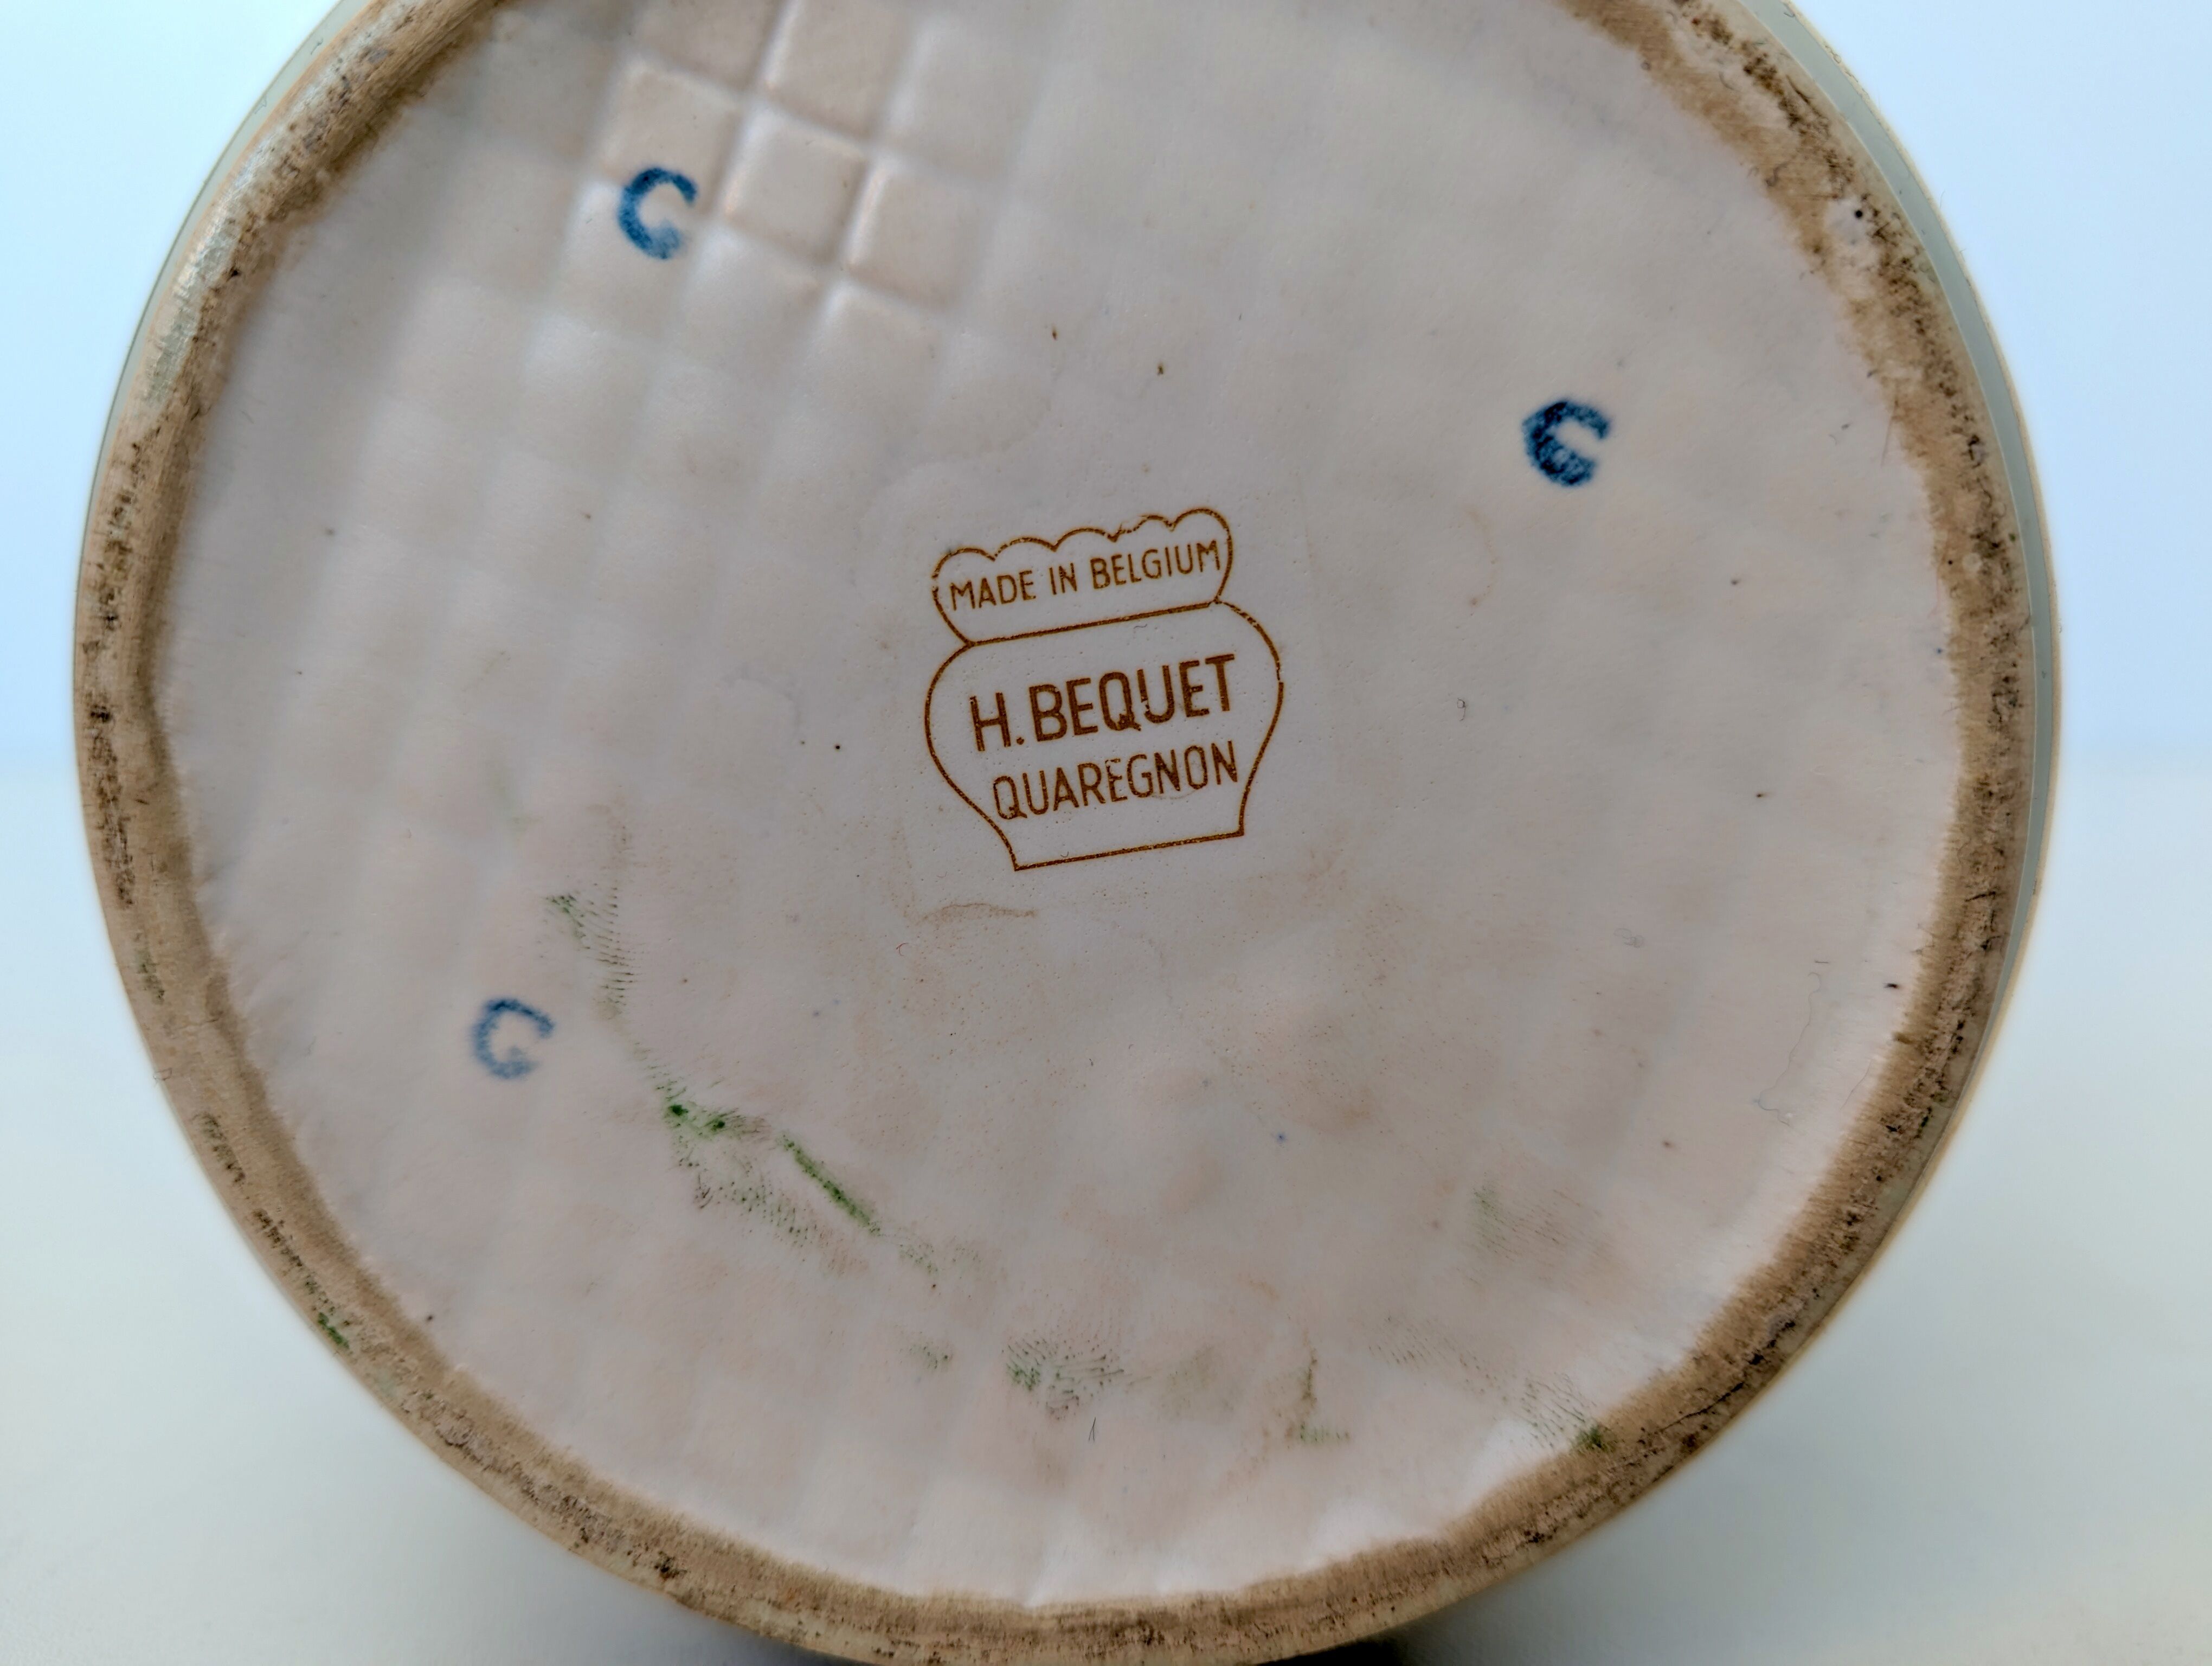 C
C
MADE IN BELGIUM
H. BEQUET
QUAREGNON
C